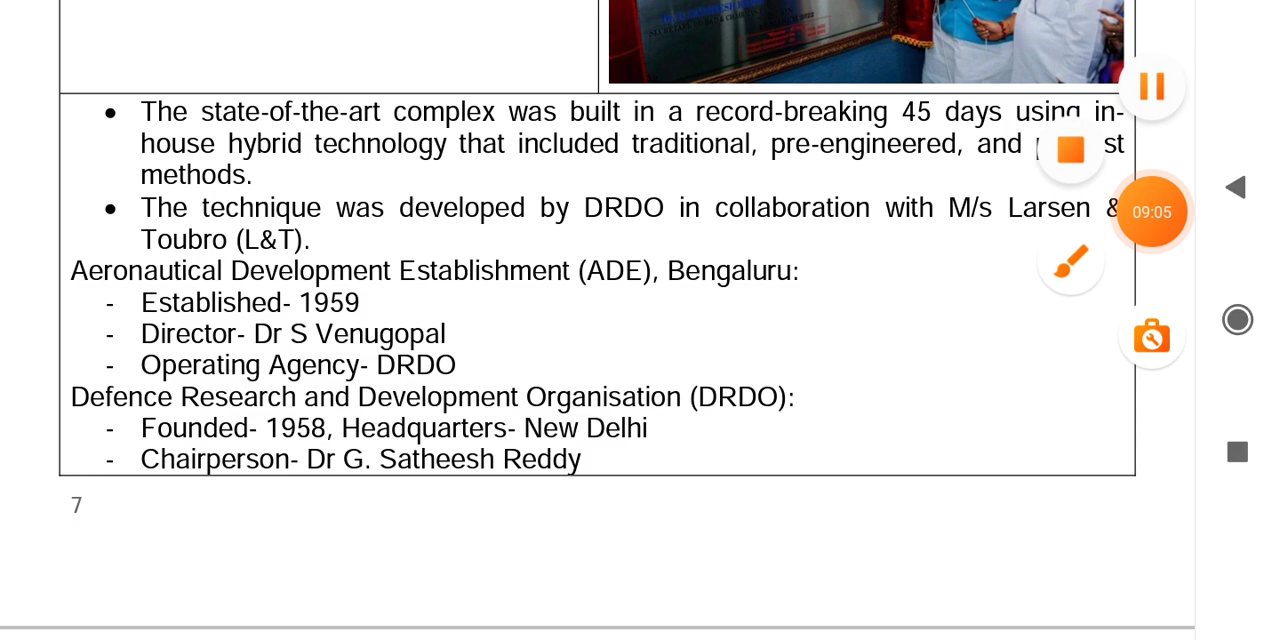 The state-of-the-art complex was built in a record-breaking 45 days using in-
house hybrid technology that included traditional, pre-engineered, and
methods.
The technique was developed by DRDO in collaboration with M/s Larsen &
Toubro (L&T).
Aeronautical Development Establishment (ADE), Bengaluru:
- Established- 1959
- Director- Dr S Venugopal
- Operating Agency- DRDO
Defence Research and Development Organisation (DRDO):
- Founded- 1958, Headquarters- New Delhi
- Chairperson- Dr G. Satheesh Reddy
7
09:05